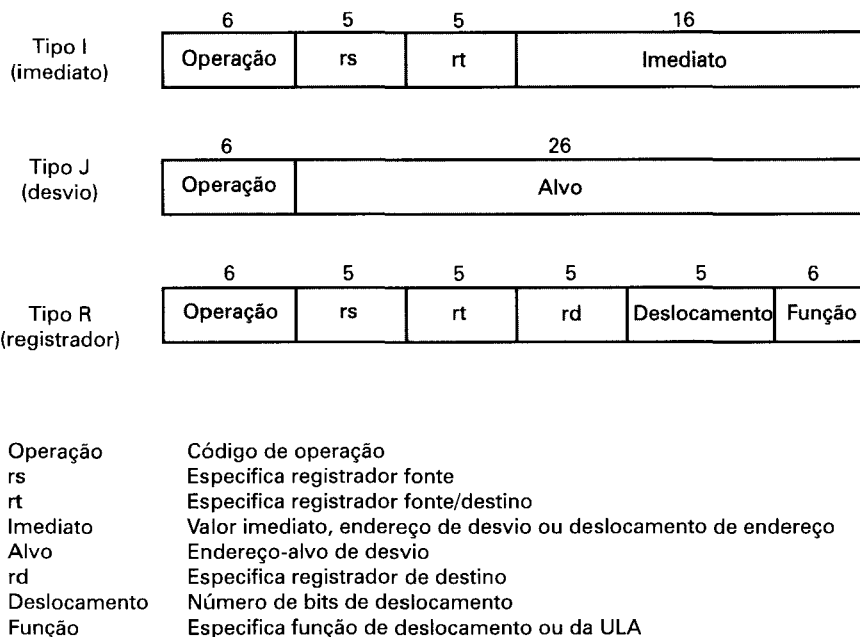 6 5 5 16
Tipo I
(imediato)
Operação rs rt Imediato
6 26
Tipo J
(desvio)
Operação Alvo
6 5 5 5 5 6
Tipo R
(registrador)
Operação rs rt rd Deslocamento Função
Operação Código de operação
rs Especifica registrador fonte
rt Especifica registrador fonte/destino
Imediato Valor imediato, endereço de desvio ou deslocamento de endereço
Alvo Endereço-alvo de desvio
rd Especifica registrador de destino
Deslocamento Número de bits de deslocamento
Função Especifica função de deslocamento ou da ULA